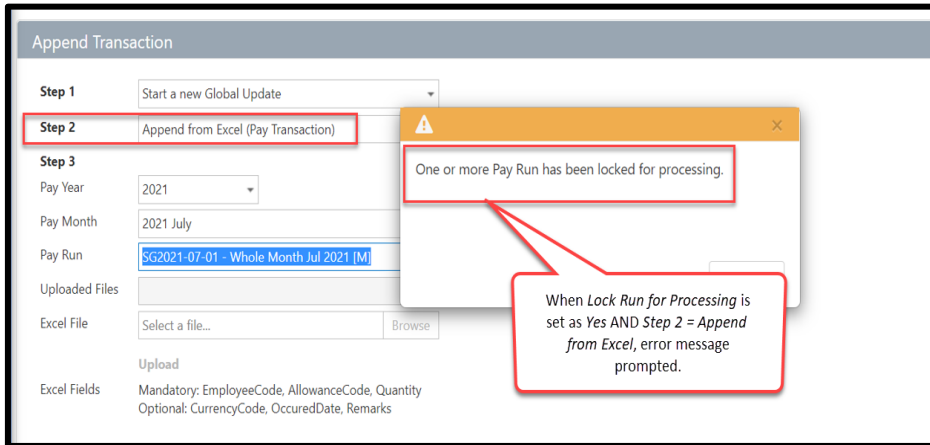 Append Transaction
Step 1
Start a new Global Update
Step 2
Append from Excel (Pay Transaction)
Step 3
Pay Year
2021
Pay Month
2021 July
Pay Run
SG2021-07-01 - Whole Month Jul 2021 [M]
Uploaded Files
Excel File
Select a file...
Browse
Upload
Excel Fields
Mandatory: EmployeeCode, AllowanceCode, Quantity
Optional: CurrencyCode, OccuredDate, Remarks
One or more Pay Run has been locked for processing.
When Lock Run for Processing is
set as Yes AND Step 2 = Append
from Excel, error message
prompted.